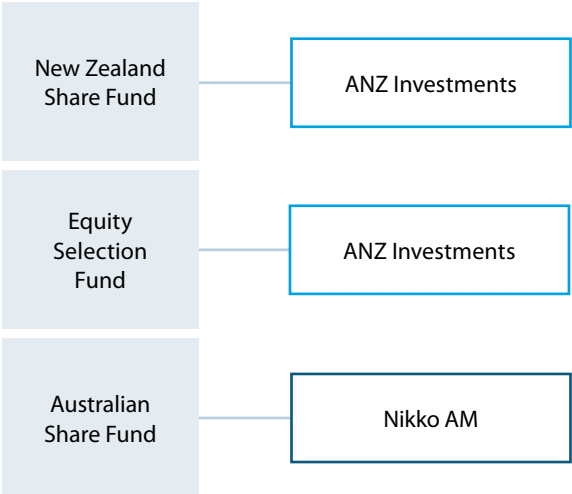 New Zealand
Share Fund
ANZ Investments
Equity
Selection
Fund
ANZ Investments
Australian
Share Fund
Nikko AM